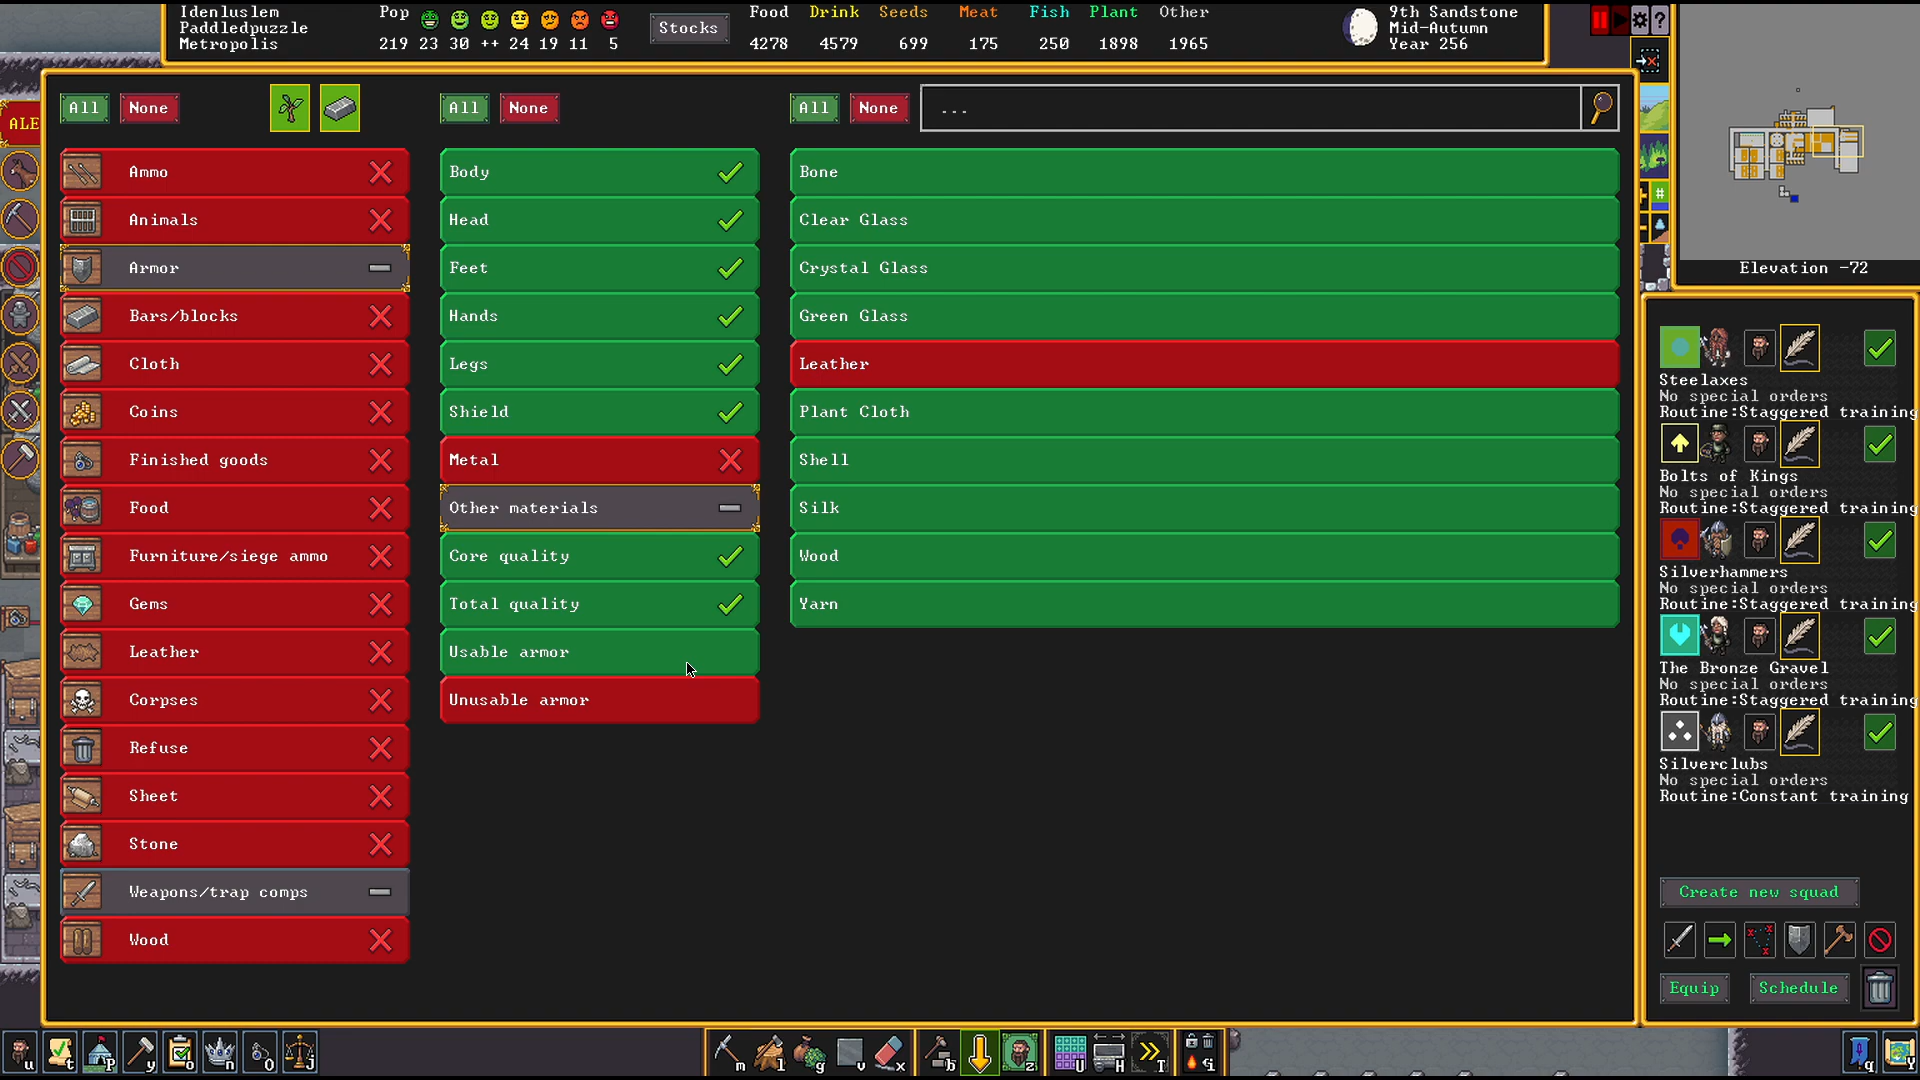 Idenluslem
Paddledpuzzle
Metropolis
Pop
219 23 30 ++ 24 19 11 5
Stocks
Food Drink Seeds Meat Fish Plant Other
4278 4579 699 175 250 1898 1965
9th Sandstone
Mid-Autumn
Year 256
?
ALE
All None
All None
All None
...
Ammo
Animals
Armor
Bars/blocks
Cloth
Coins
Finished goods
Food
Furniture/siege ammo
Gems
Leather
Corpses
Refuse
Sheet
Stone
Weapons/trap comps
Wood
Body
Head
Feet
Hands
Legs
Shield
Metal
Other materials
Core quality
Total quality
Usable armor
Unusable armor
Bone
Clear Glass
Crystal Glass
Green Glass
Leather
Plant Cloth
Shell
Silk
Wood
Yarn
#
Elevation -72
Steelaxes
No special orders
Routine:Staggered training
Bolts of Kings
No special orders
Routine:Staggered training
Silverhammers
No special orders
Routine:Staggered training
The Bronze Gravel
No special orders
Routine:Staggered training
Silverclubs
No special orders
Routine:Constant training
Create new squad
Equip Schedule
u t P y o n O j
m l g v x b z U H T i
q